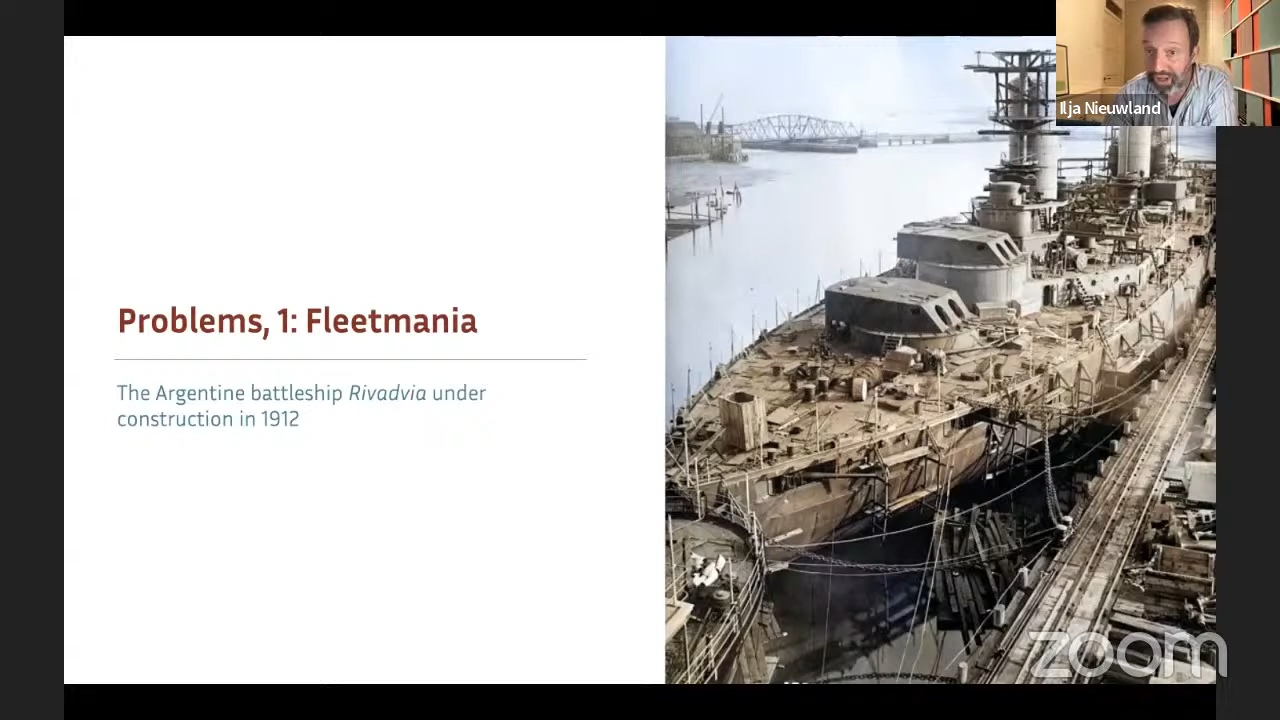 Ilja Nieuwland
Problems, 1: Fleetmania
The Argentine battleship Rivadvia under
construction in 1912
zoom